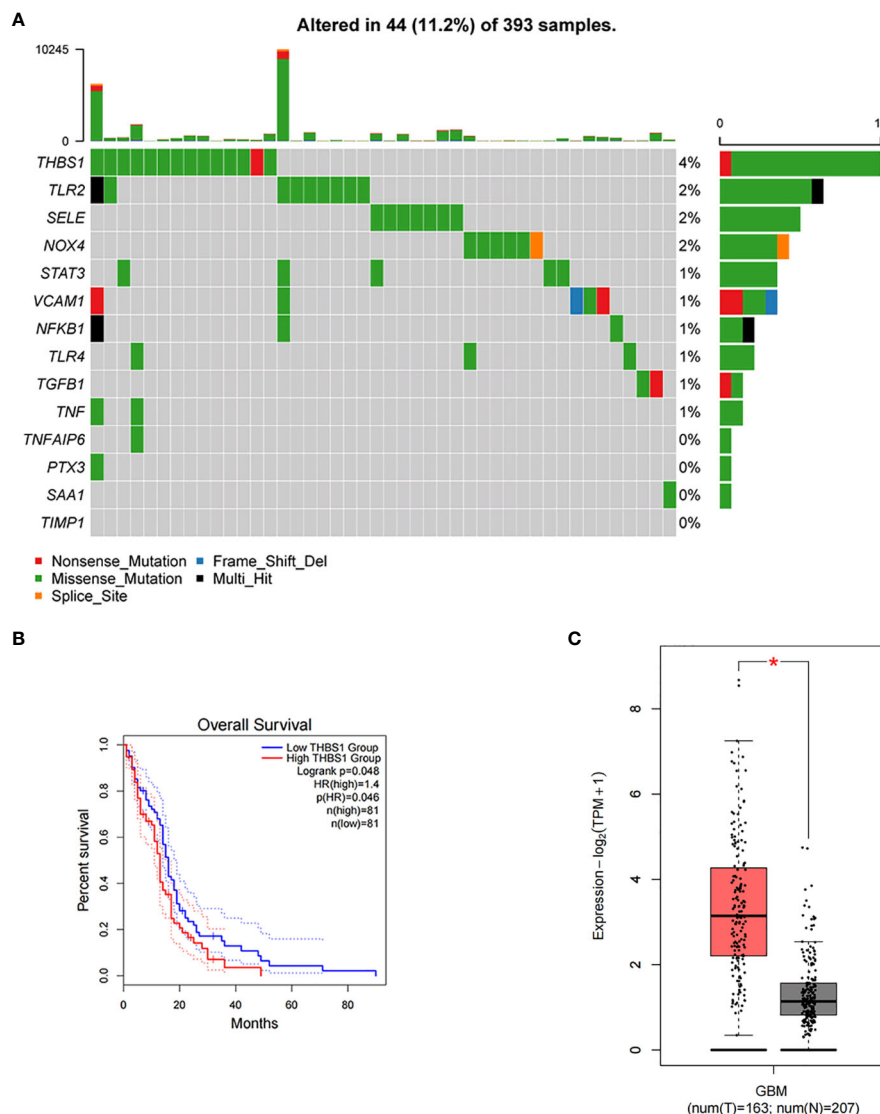 A
Altered in 44 (11.2%) of 393 samples.
10245
0
0 1
THBS1 4%
TLR2 2%
SELE 2%
NOX4 2%
STAT3 1%
VCAM1 1%
NFKB1 1%
TLR4 1%
TGFB1 1%
TNF 1%
TNFAIP6 0%
PTX3 0%
SAA1 0%
TIMP1 0%
Nonsense_Mutation Frame_Shift_Del
Missense_Mutation Multi_Hit
Splice_Site
B
Overall Survival
Low THBS1 Group
High THBS1 Group
Logrank p=0.048
HR(high)=1.4
p(HR)=0.046
n(high)=81
n(low)=81
Percent survival
1.0
0.8
0.6
0.4
0.2
0.0
0 20 40 60 80
Months
C
*
Expression − log2(TPM + 1)
8
6
4
2
0
GBM
(num(T)=163; num(N)=207)